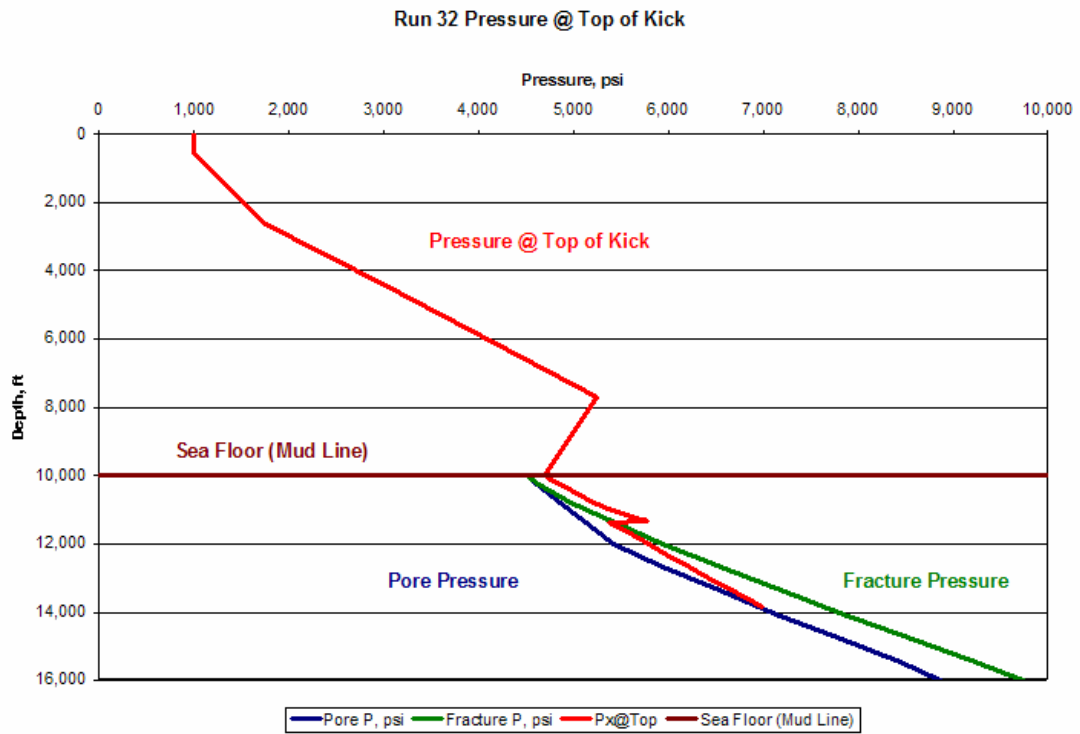 Run 32 Pressure @ Top of Kick
Pressure, psi
0 1,000 2,000 3,000 4,000 5,000 6,000 7,000 8,000 9,000 10,000
0
2,000
Pressure @ Top of Kick
4,000
6,000
Depth, ft
8,000
Sea Floor (Mud Line)
10,000
12,000
Pore Pressure Fracture Pressure
14,000
16,000
Pore P, psi Fracture P, psi Px@Top Sea Floor (Mud Line)